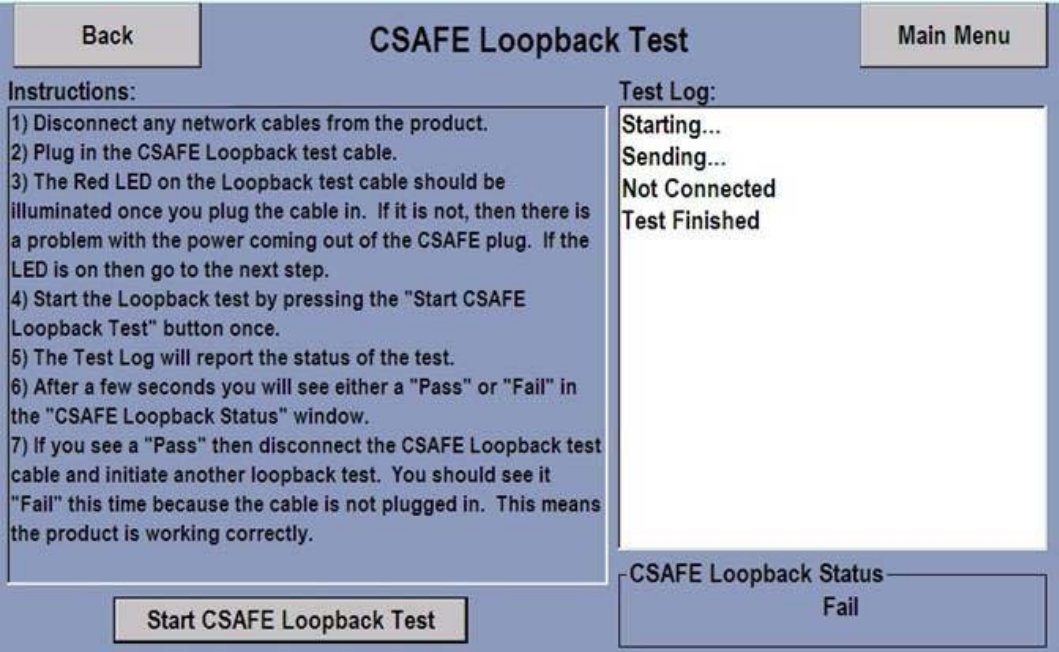 Back
CSAFE Loopback Test
Main Menu
Instructions:
1) Disconnect any network cables from the product.
2) Plug in the CSAFE Loopback test cable.
3) The Red LED on the Loopback test cable should be
illuminated once you plug the cable in.  If it is not, then there is
a problem with the power coming out of the CSAFE plug.  If the
LED is on then go to the next step.
4) Start the Loopback test by pressing the "Start CSAFE
Loopback Test" button once.
5) The Test Log will report the status of the test.
6) After a few seconds you will see either a "Pass" or "Fail" in
the "CSAFE Loopback Status" window.
7) If you see a "Pass" then disconnect the CSAFE Loopback test
cable and initiate another loopback test.  You should see it
"Fail" this time because the cable is not plugged in.  This means
the product is working correctly.
Start CSAFE Loopback Test
Test Log:
Starting...
Sending...
Not Connected
Test Finished
CSAFE Loopback Status
Fail